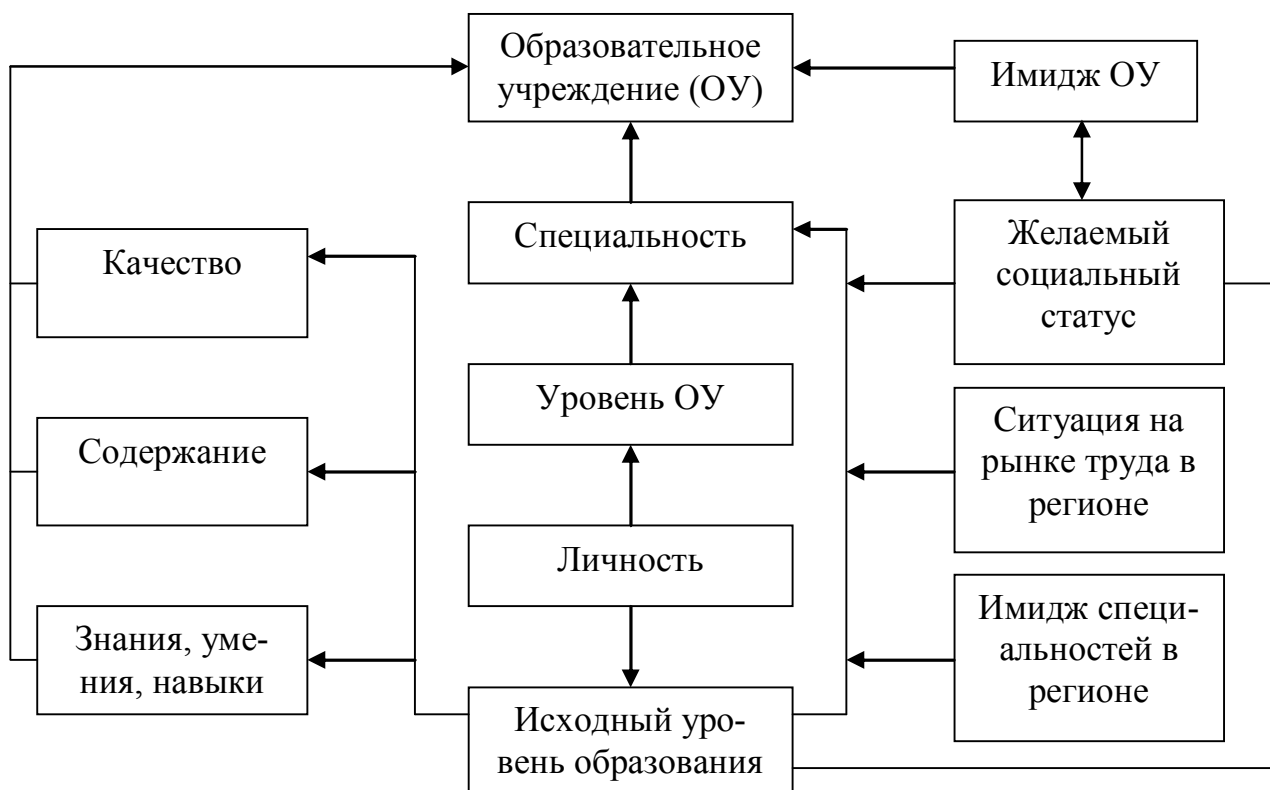 Образовательное
учреждение (ОУ)
Имидж ОУ
Специальность
Желаемый
социальный
статус
Качество
Уровень ОУ
Содержание
Ситуация на
рынке труда в
регионе
Личность
Имидж специ-
альностей в
регионе
Знания, уме-
ния, навыки
Исходный уро-
вень образования